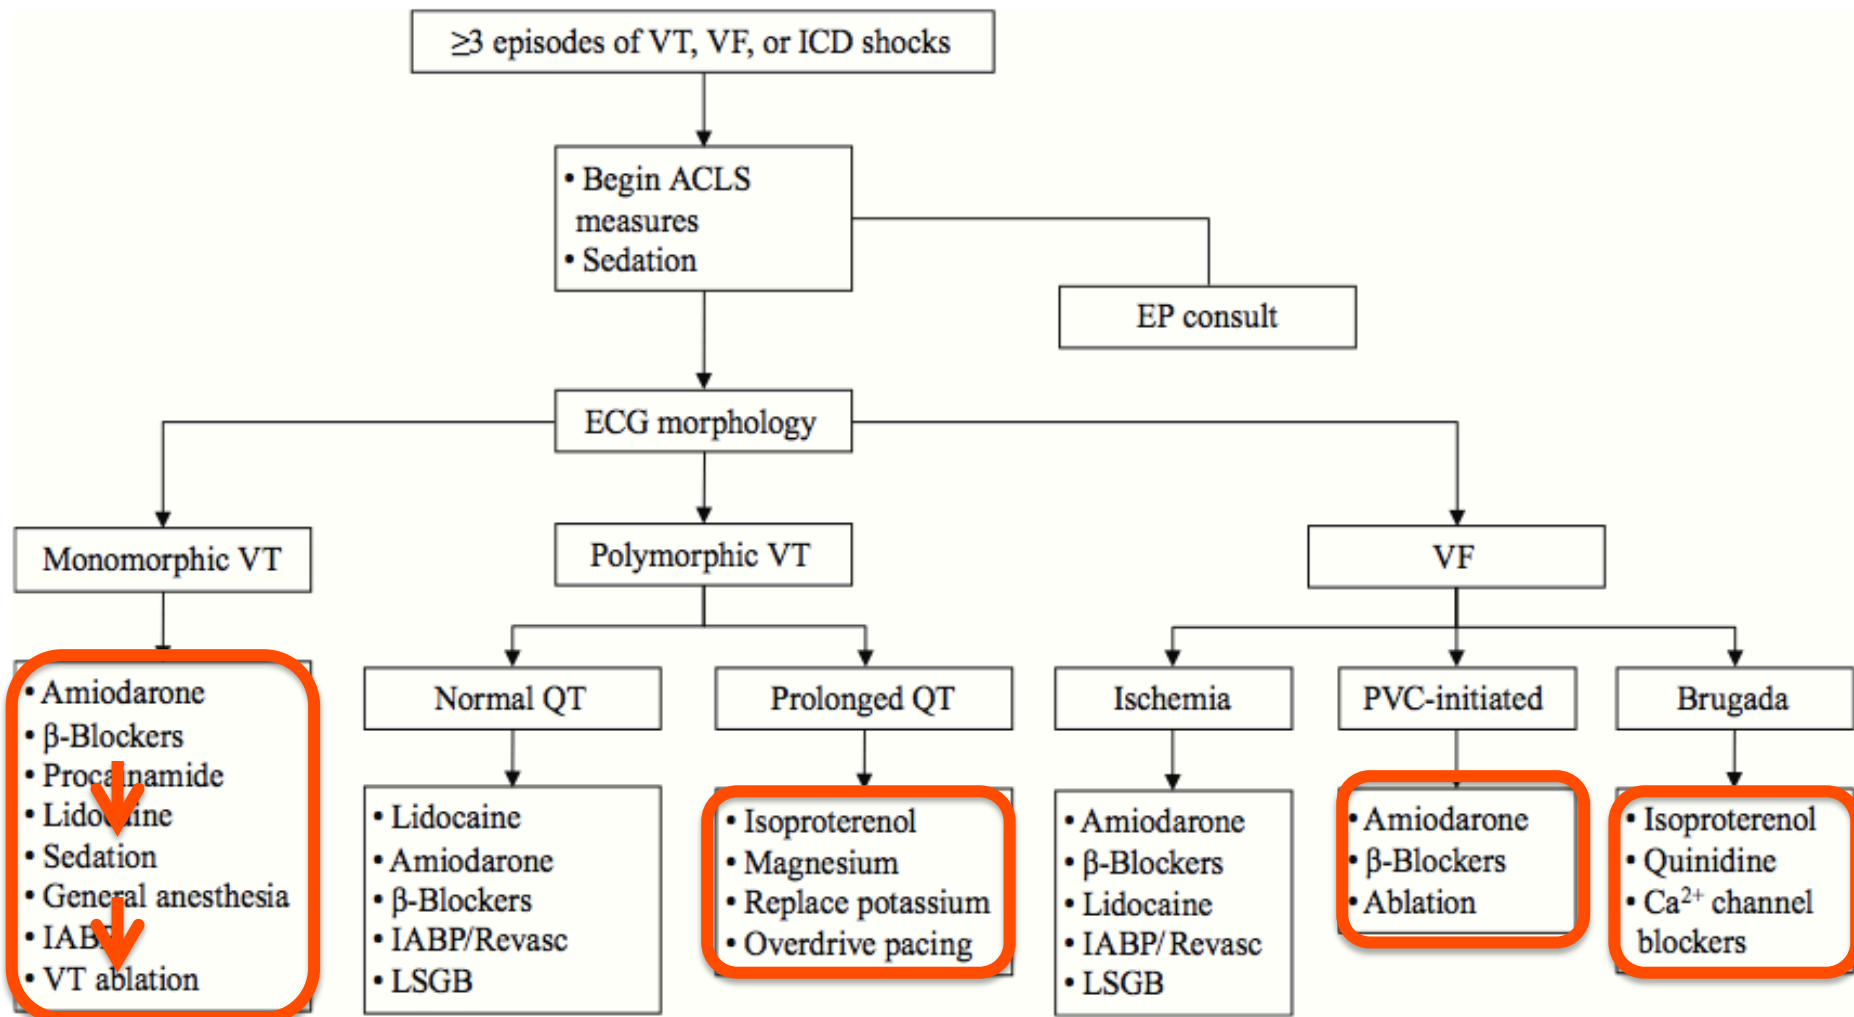 ≥3 episodes of VT, VF, or ICD shocks
• Begin ACLS
measures
• Sedation
EP consult
ECG morphology
Monomorphic VT
Polymorphic VT
VF
• Amiodarone
• β-Blockers
• Procainamide
• Lidocaine
• Sedation
• General anesthesia
• IABP
• VT ablation
Normal QT
• Lidocaine
• Amiodarone
• β-Blockers
• IABP/Revasc
• LSGB
Prolonged QT
• Isoproterenol
• Magnesium
• Replace potassium
• Overdrive pacing
Ischemia
• Amiodarone
• β-Blockers
• Lidocaine
• IABP/ Revasc
• LSGB
PVC-initiated
• Amiodarone
• β-Blockers
• Ablation
Brugada
• Isoproterenol
• Quinidine
• Ca²⁺ channel
blockers